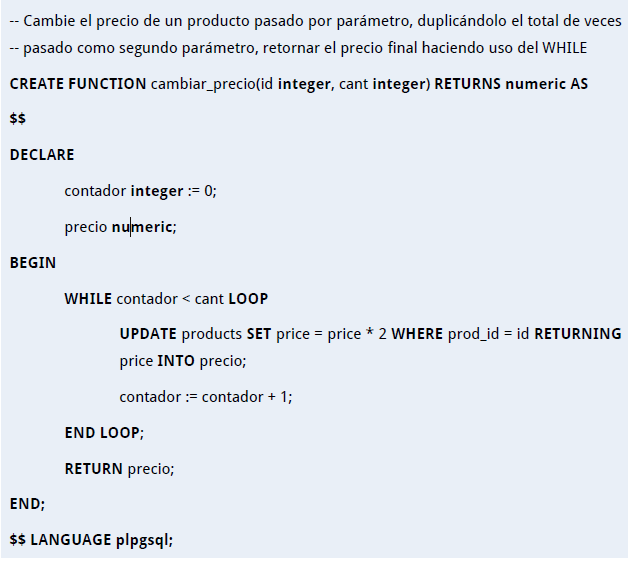 -- Cambie el precio de un producto pasado por parámetro, duplicándolo el total de veces
-- pasado como segundo parámetro, retornar el precio final haciendo uso del WHILE
CREATE FUNCTION cambiar_precio(id integer, cant integer) RETURNS numeric AS
$$
DECLARE
contador integer := 0;
precio numeric;
BEGIN
WHILE contador < cant LOOP
UPDATE products SET price = price * 2 WHERE prod_id = id RETURNING
price INTO precio;
contador := contador + 1;
END LOOP;
RETURN precio;
END;
$$ LANGUAGE plpgsql;